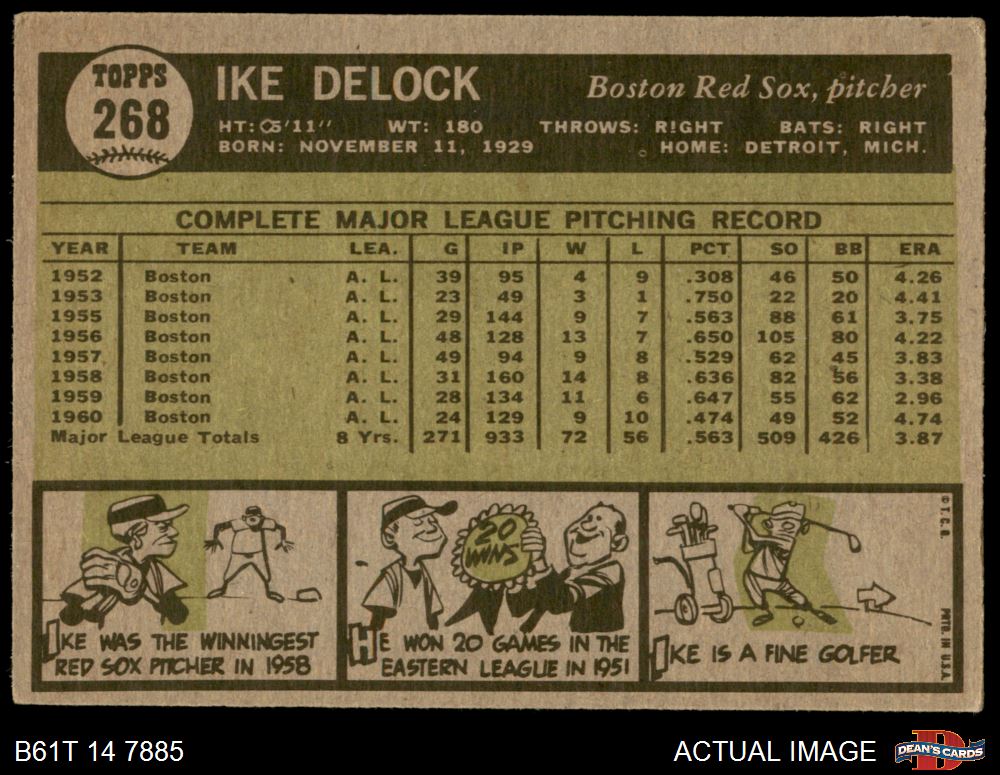 TOPPS
268
IKE DELOCK
Boston Red Sox, pitcher
HT: 5'11" WT: 180 THROWS: RIGHT BATS: RIGHT
BORN: NOVEMBER 11, 1929 HOME: DETROIT, MICH.
COMPLETE MAJOR LEAGUE PITCHING RECORD
YEAR TEAM LEA. G IP W L PCT SO BB ERA
1952 Boston A. L. 39 95 4 9 .308 46 50 4.26
1953 Boston A. L. 23 49 3 1 .750 22 20 4.41
1955 Boston A. L. 29 144 9 7 .563 88 61 3.75
1956 Boston A. L. 48 128 13 7 .650 105 80 4.22
1957 Boston A. L. 49 94 9 8 .529 62 45 3.83
1958 Boston A. L. 31 160 14 8 .636 82 56 3.38
1959 Boston A. L. 28 134 11 6 .647 55 62 2.96
1960 Boston A. L. 24 129 9 10 .474 49 52 4.74
Major League Totals 8 Yrs. 271 933 72 56 .563 509 426 3.87
IKE WAS THE WINNINGEST
RED SOX PITCHER IN 1958
20
WINS
HE WON 20 GAMES IN THE
EASTERN LEAGUE IN 1951
IKE IS A FINE GOLFER
© T.C.G.
PRTD. IN U.S.A.
B61T 14 7885
ACTUAL IMAGE
DEAN'S CARDS